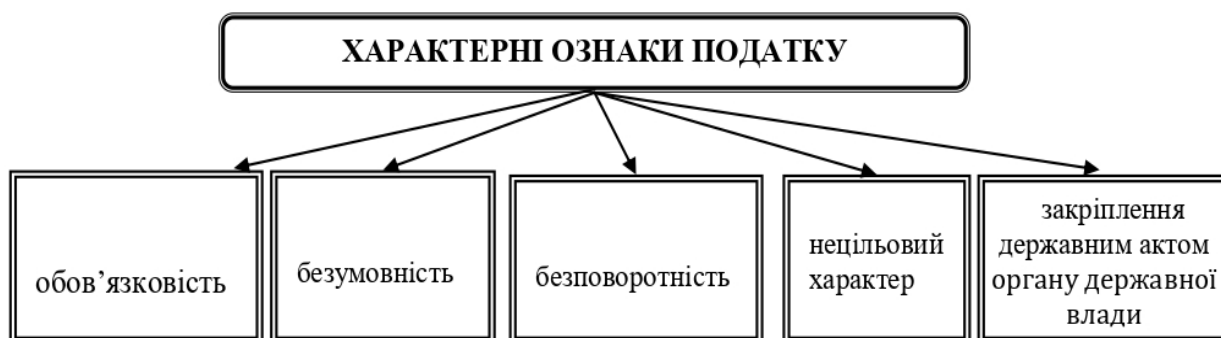 ХАРАКТЕРНІ ОЗНАКИ ПОДАТКУ
обов’язковість
безумовність
безповоротність
нецільовий
характер
закріплення
державним актом
органу державної
влади